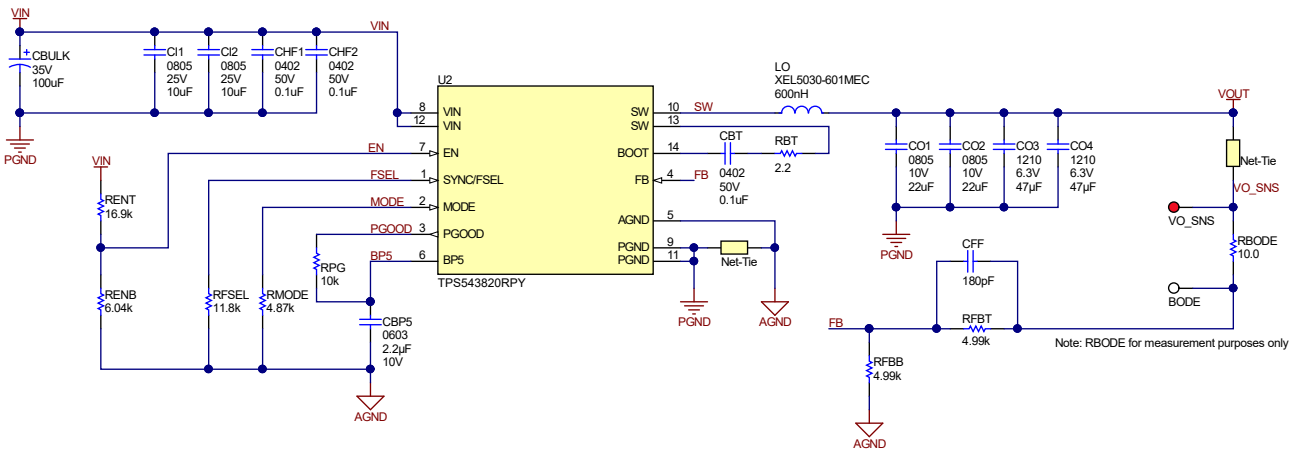 VIN
VIN
CBULK
+
35V
100uF
CI1
0805
25V
10uF
CI2
0805
25V
10uF
CHF1
0402
50V
0.1uF
CHF2
0402
50V
0.1uF
PGND
U2
8 VIN
12 VIN
7 EN
1 SYNC/FSEL
2 MODE
3 PGOOD
6 BP5
SW 10
SW 13
BOOT 14
FB 4
AGND 5
PGND 9
PGND 11
TPS543820RPY
EN
FSEL
MODE
PGOOD
BP5
VIN
RENT
16.9k
RENB
6.04k
RFSEL
11.8k
RMODE
4.87k
RPG
10k
CBP5
0603
2.2µF
10V
AGND
SW
LO
XEL5030-601MEC
600nH
CBT
0402
50V
0.1uF
RBT
2.2
FB
Net-Tie
PGND
AGND
VOUT
CO1
0805
10V
22uF
CO2
0805
10V
22uF
CO3
1210
6.3V
47µF
CO4
1210
6.3V
47µF
PGND
Net-Tie
VO_SNS
VO_SNS
RBODE
10.0
BODE
CFF
180pF
FB
RFBT
4.99k
RFBB
4.99k
AGND
Note: RBODE for measurement purposes only